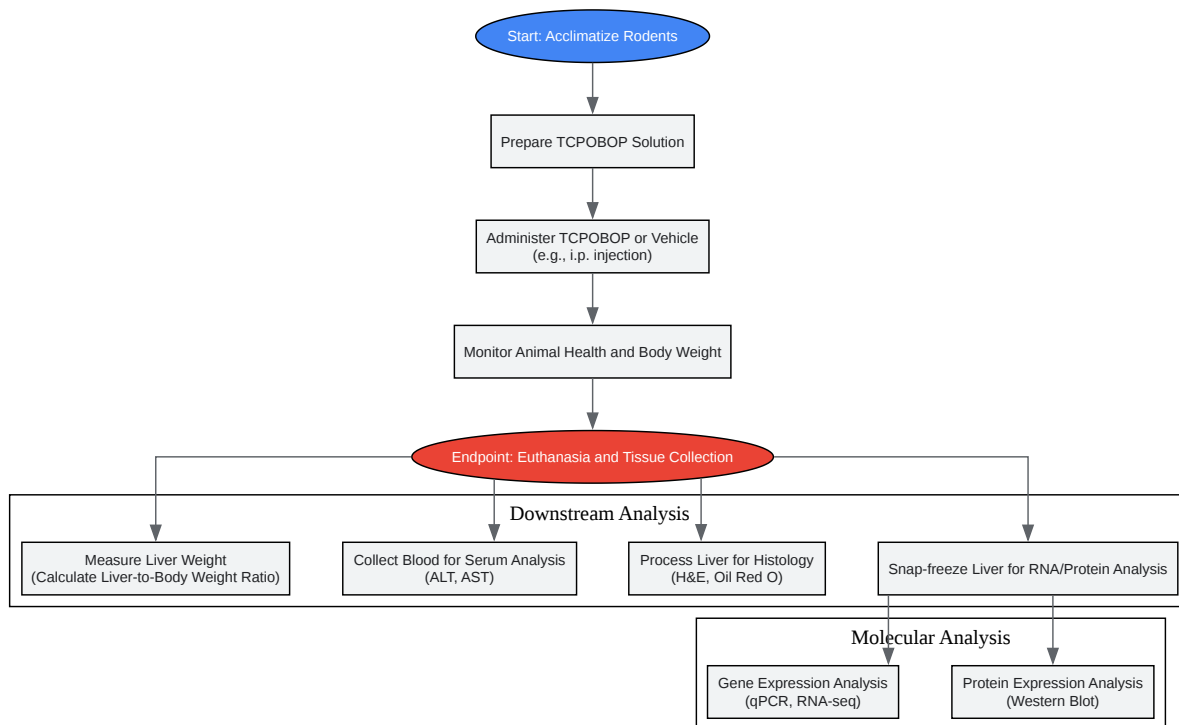 Start: Acclimatize Rodents
Prepare TCPOBOP Solution
Administer TCPOBOP or Vehicle
(e.g., i.p. injection)
Monitor Animal Health and Body Weight
Endpoint: Euthanasia and Tissue Collection
Downstream Analysis
Measure Liver Weight
(Calculate Liver-to-Body Weight Ratio)
Collect Blood for Serum Analysis
(ALT, AST)
Process Liver for Histology
(H&E, Oil Red O)
Snap-freeze Liver for RNA/Protein Analysis
Molecular Analysis
Gene Expression Analysis
(qPCR, RNA-seq)
Protein Expression Analysis
(Western Blot)